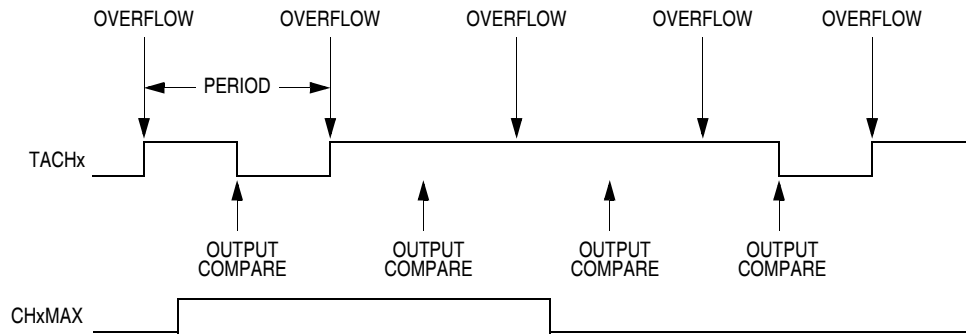 OVERFLOW OVERFLOW OVERFLOW OVERFLOW OVERFLOW
PERIOD
TACHx
OUTPUT COMPARE
OUTPUT COMPARE
OUTPUT COMPARE
OUTPUT COMPARE
CHxMAX